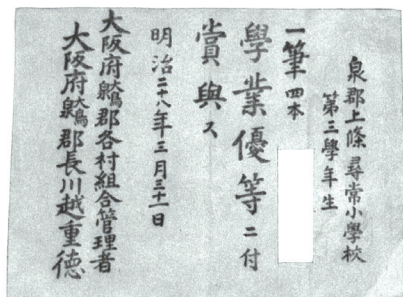 泉郡上條尋常小學校
第三學年生
一筆四本
學業優等ニ付
賞與ス
明治二十八年三月三十一日
大阪府大鳥泉郡各村組合管理者
大阪府大鳥泉郡長川越重德